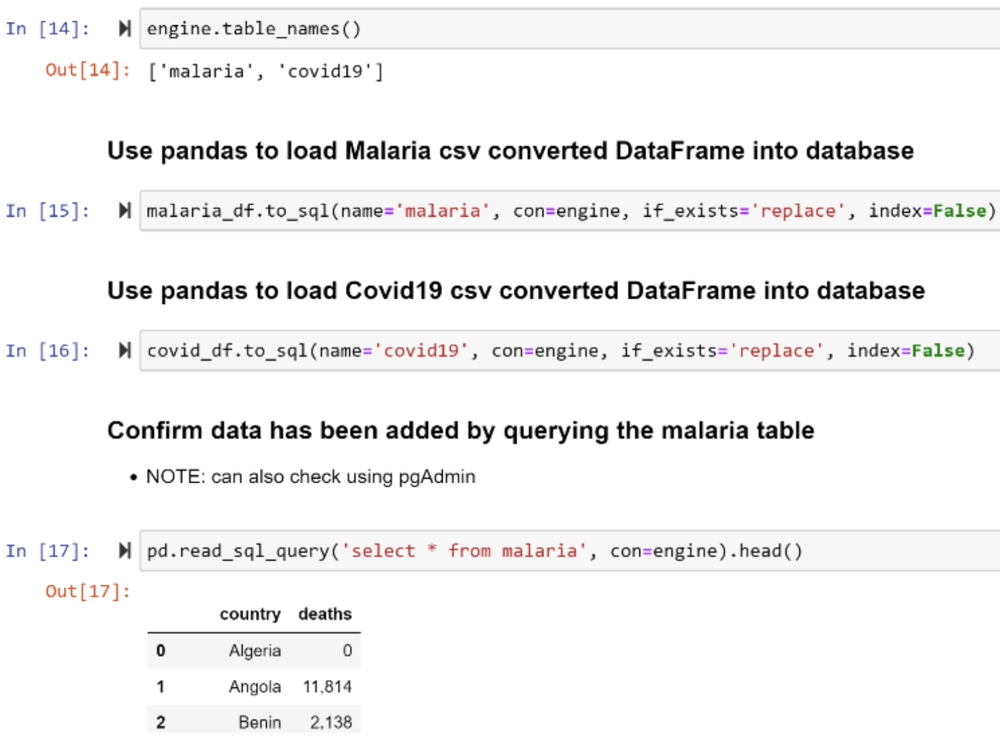 In [14]: engine.table_names()
Out[14]: ['malaria', 'covid19']
Use pandas to load Malaria csv converted DataFrame into database
In [15]: malaria_df.to_sql(name='malaria', con=engine, if_exists='replace', index=False)
Use pandas to load Covid19 csv converted DataFrame into database
In [16]: covid_df.to_sql(name='covid19', con=engine, if_exists='replace', index=False)
Confirm data has been added by querying the malaria table
• NOTE: can also check using pgAdmin
In [17]: pd.read_sql_query('select * from malaria', con=engine).head()
Out[17]:
country deaths
0 Algeria 0
1 Angola 11,814
2 Benin 2,138